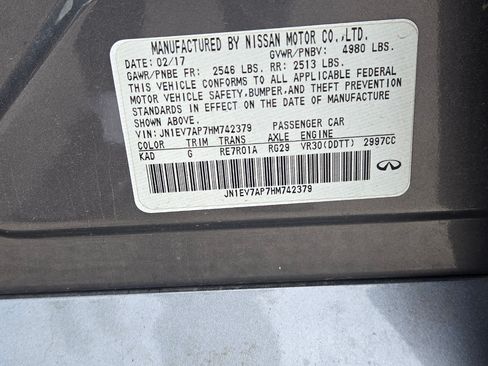 MANUFACTURED BY NISSAN MOTOR CO.,LTD.
DATE: 02/17 GVWR/PNBV: 4980 LBS.
GAWR/PNBE FR: 2546 LBS. RR: 2513 LBS.
THIS VEHICLE CONFORMS TO ALL APPLICABLE FEDERAL
MOTOR VEHICLE SAFETY,BUMPER,AND THEFT PREVENTION
STANDARDS IN EFFECT ON THE DATE OF MANUFACTURE
SHOWN ABOVE.
VIN: JN1EV7AP7HM742379 PASSENGER CAR
COLOR TRIM TRANS AXLE ENGINE
KAD G RE7R01A RG29 VR30(DDTT) 2997CC
JN1EV7AP7HM742379
INFINITI